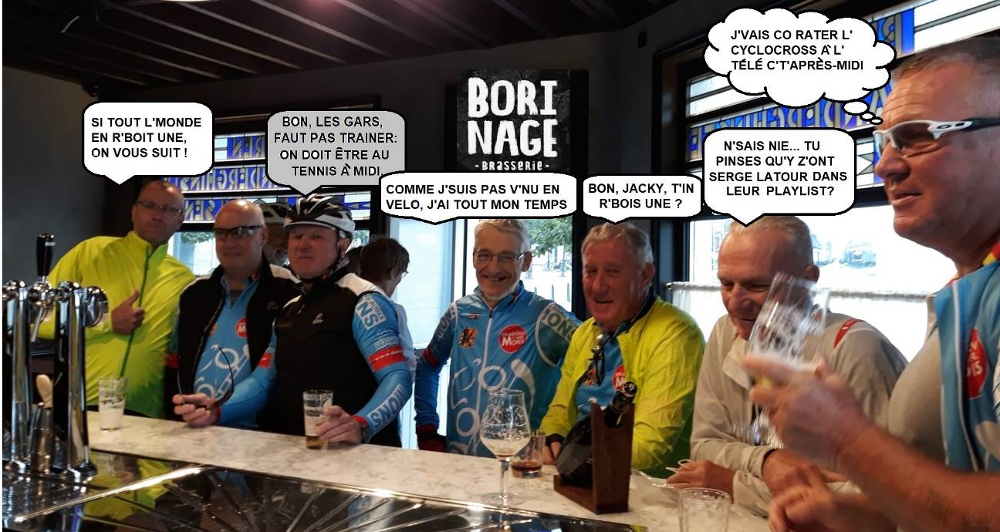 J'VAIS CO RATER L'
CYCLOCROSS À L'
TÉLÉ C'T'APRÈS-MIDI
SI TOUT L'MONDE
EN R'BOIT UNE,
ON VOUS SUIT !
BON, LES GARS,
FAUT PAS TRAINER:
ON DOIT ÊTRE AU
TENNIS À MIDI
BORI
NAGE
- BRASSERIE -
COMME J'SUIS PAS V'NU EN
VELO, J'AI TOUT MON TEMPS
BON, JACKY, T'IN
R'BOIS UNE ?
N'SAIS NIE... TU
PINSES QU'Y Z'ONT
SERGE LATOUR DANS
LEUR PLAYLIST?
DRAGONS
MONS
MONS